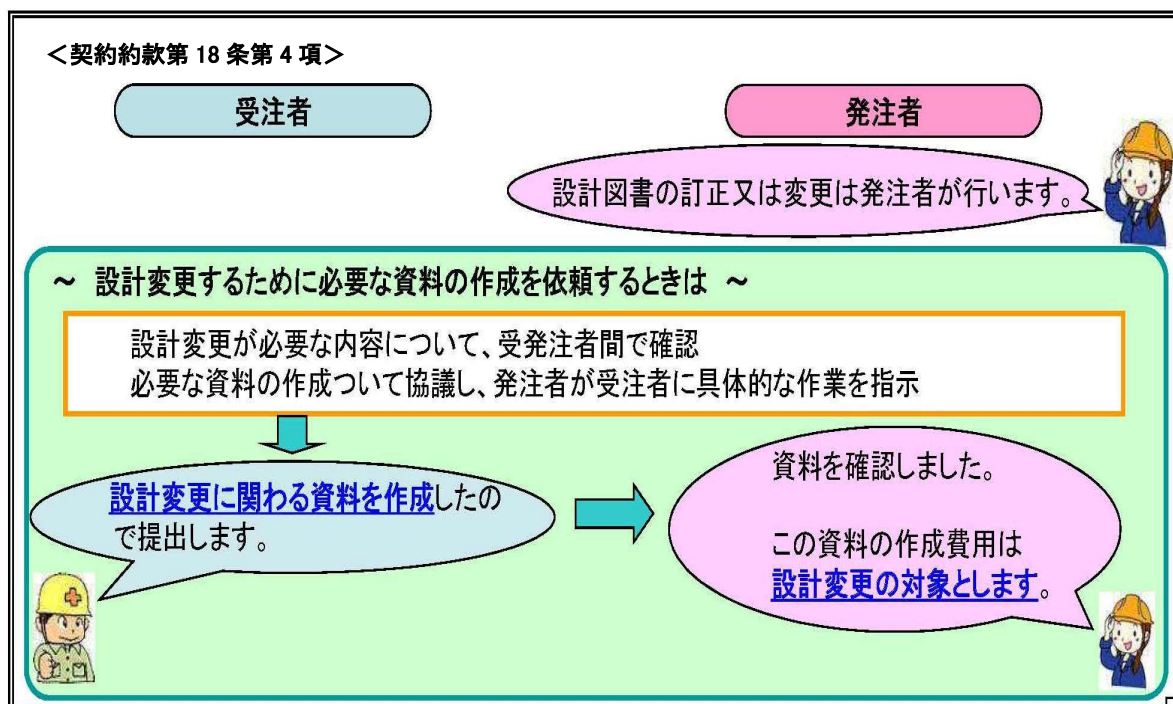 ＜契約約款第 18 条第 4 項＞
受注者
発注者
設計図書の訂正又は変更は発注者が行います。
～ 設計変更するために必要な資料の作成を依頼するときは ～
設計変更が必要な内容について、受発注者間で確認
必要な資料の作成ついて協議し、発注者が受注者に具体的な作業を指示
設計変更に関わる資料を作成したの
で提出します。
資料を確認しました。
この資料の作成費用は
設計変更の対象とします。